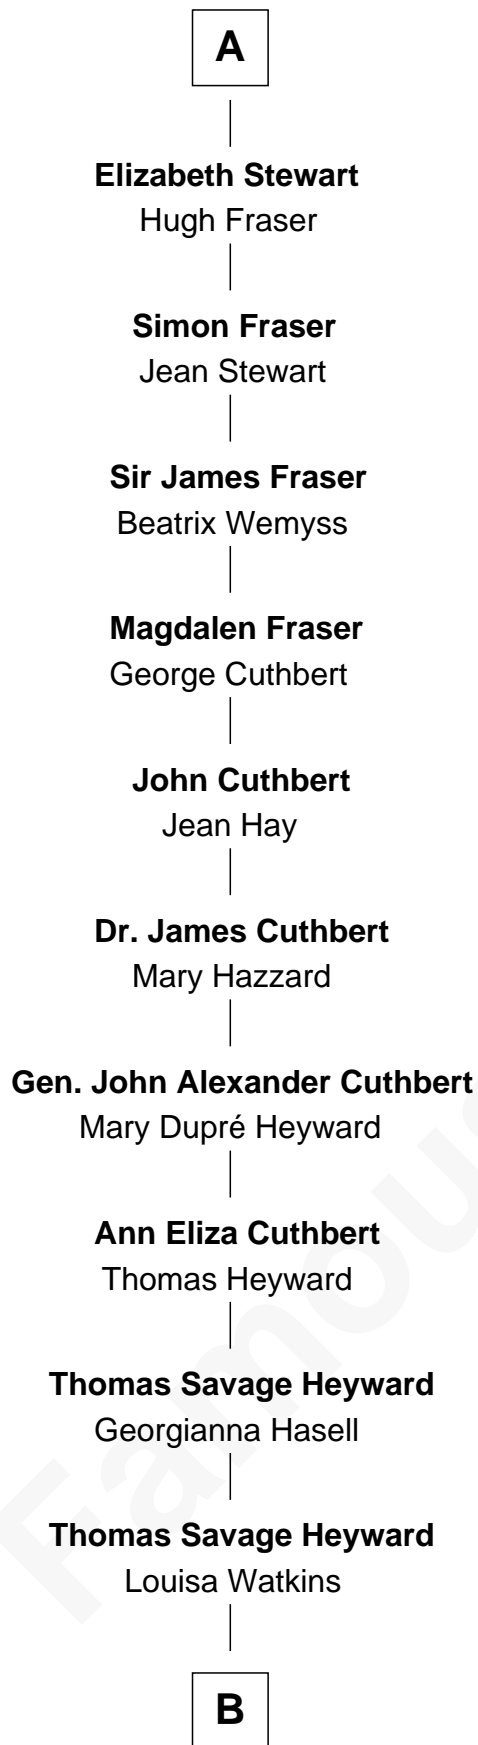 A
Elizabeth Stewart
Hugh Fraser
Simon Fraser
Jean Stewart
Sir James Fraser
Beatrix Wemyss
Magdalen Fraser
George Cuthbert
John Cuthbert
Jean Hay
Dr. James Cuthbert
Mary Hazzard
Gen. John Alexander Cuthbert
Mary Dupré Heyward
Ann Eliza Cuthbert
Thomas Heyward
Thomas Savage Heyward
Georgianna Hasell
Thomas Savage Heyward
Louisa Watkins
B
Famous